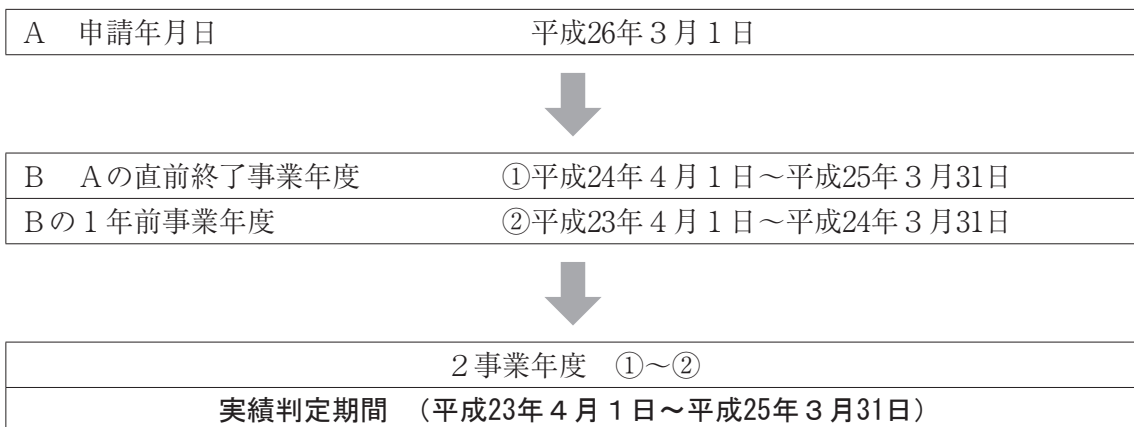 A 申請年月日 平成26年3月1日
B Aの直前終了事業年度 ①平成24年4月1日～平成25年3月31日
Bの1年前事業年度 ②平成23年4月1日～平成24年3月31日
2事業年度 ①～②
実績判定期間 (平成23年4月1日～平成25年3月31日)